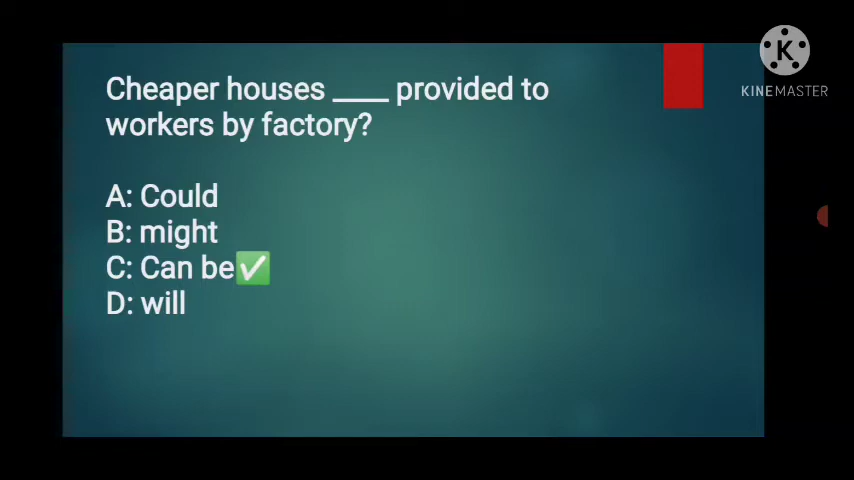 Cheaper houses ____ provided to
workers by factory?
A: Could
B: might
C: Can be✅
D: will
K
KINEMASTER